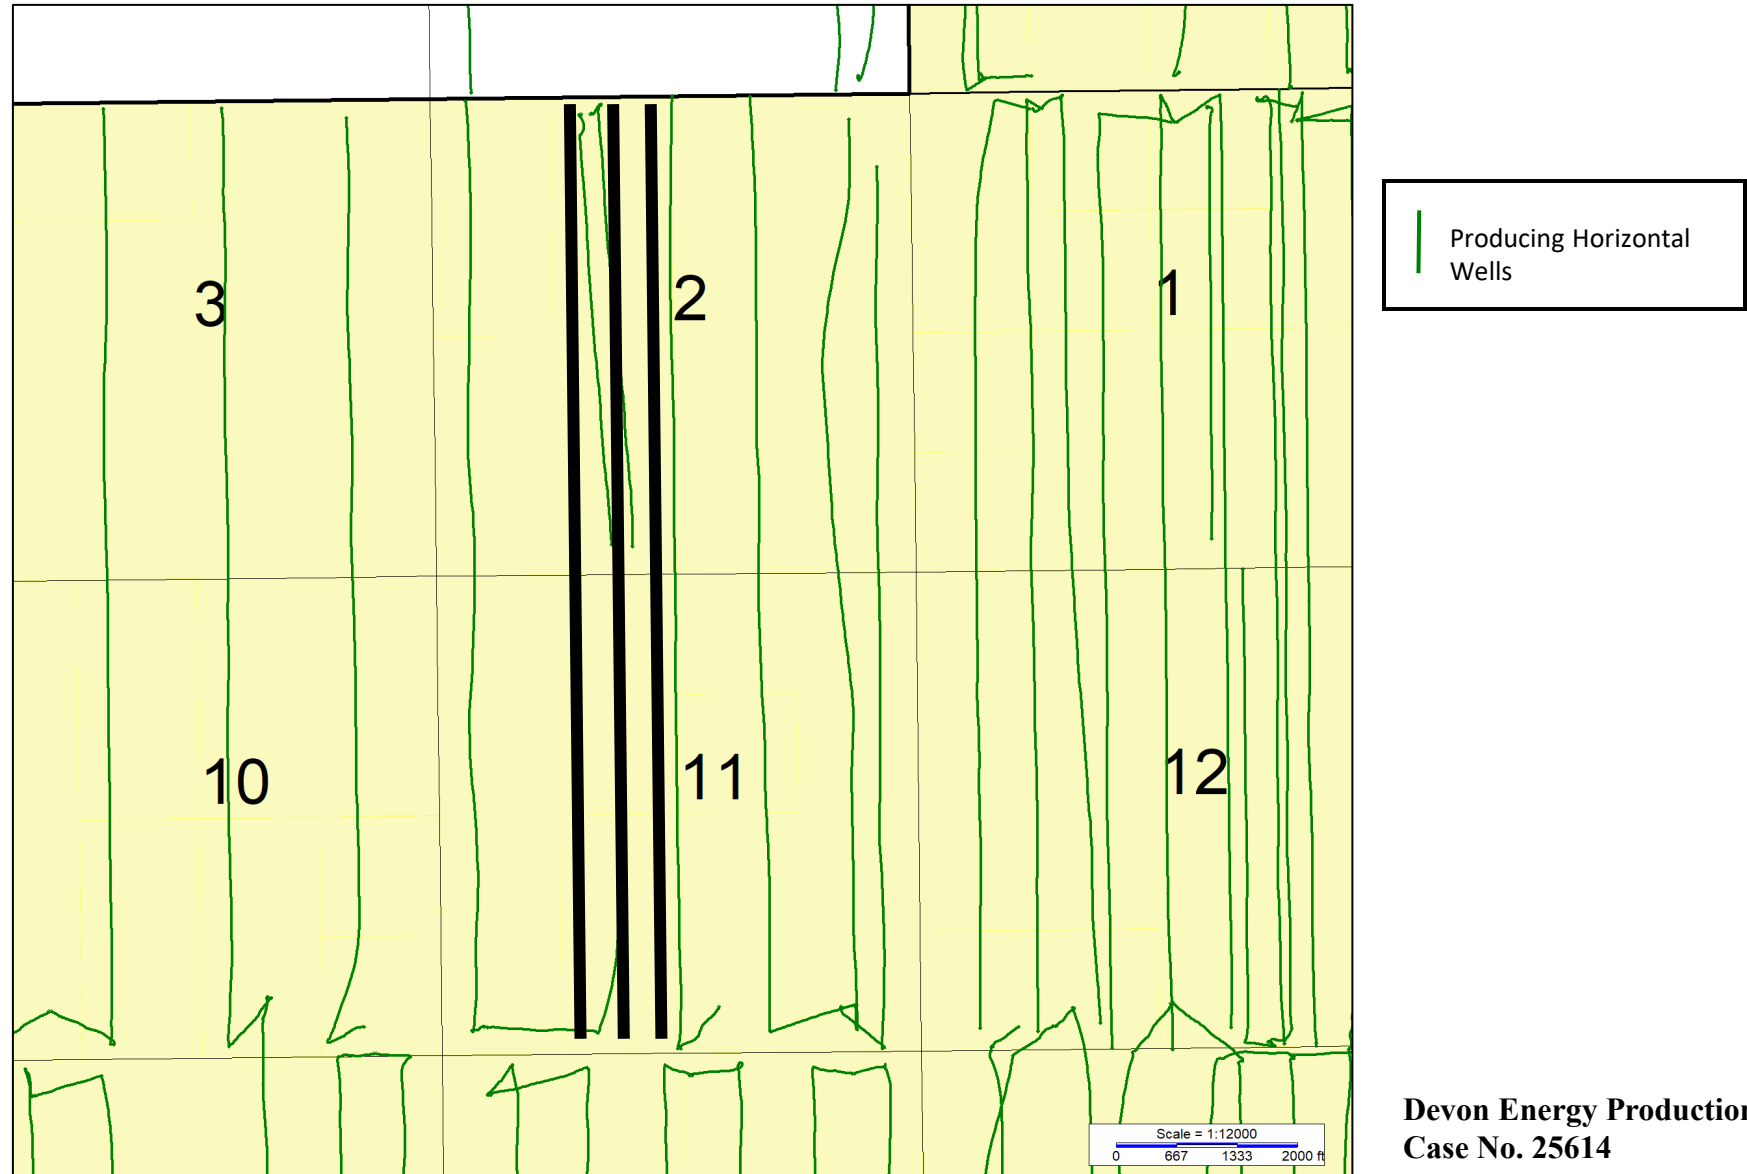 3
2
1
Producing Horizontal
Wells
10
11
12
Scale = 1:12000
0 667 1333 2000 ft
Devon Energy Production
Case No. 25614